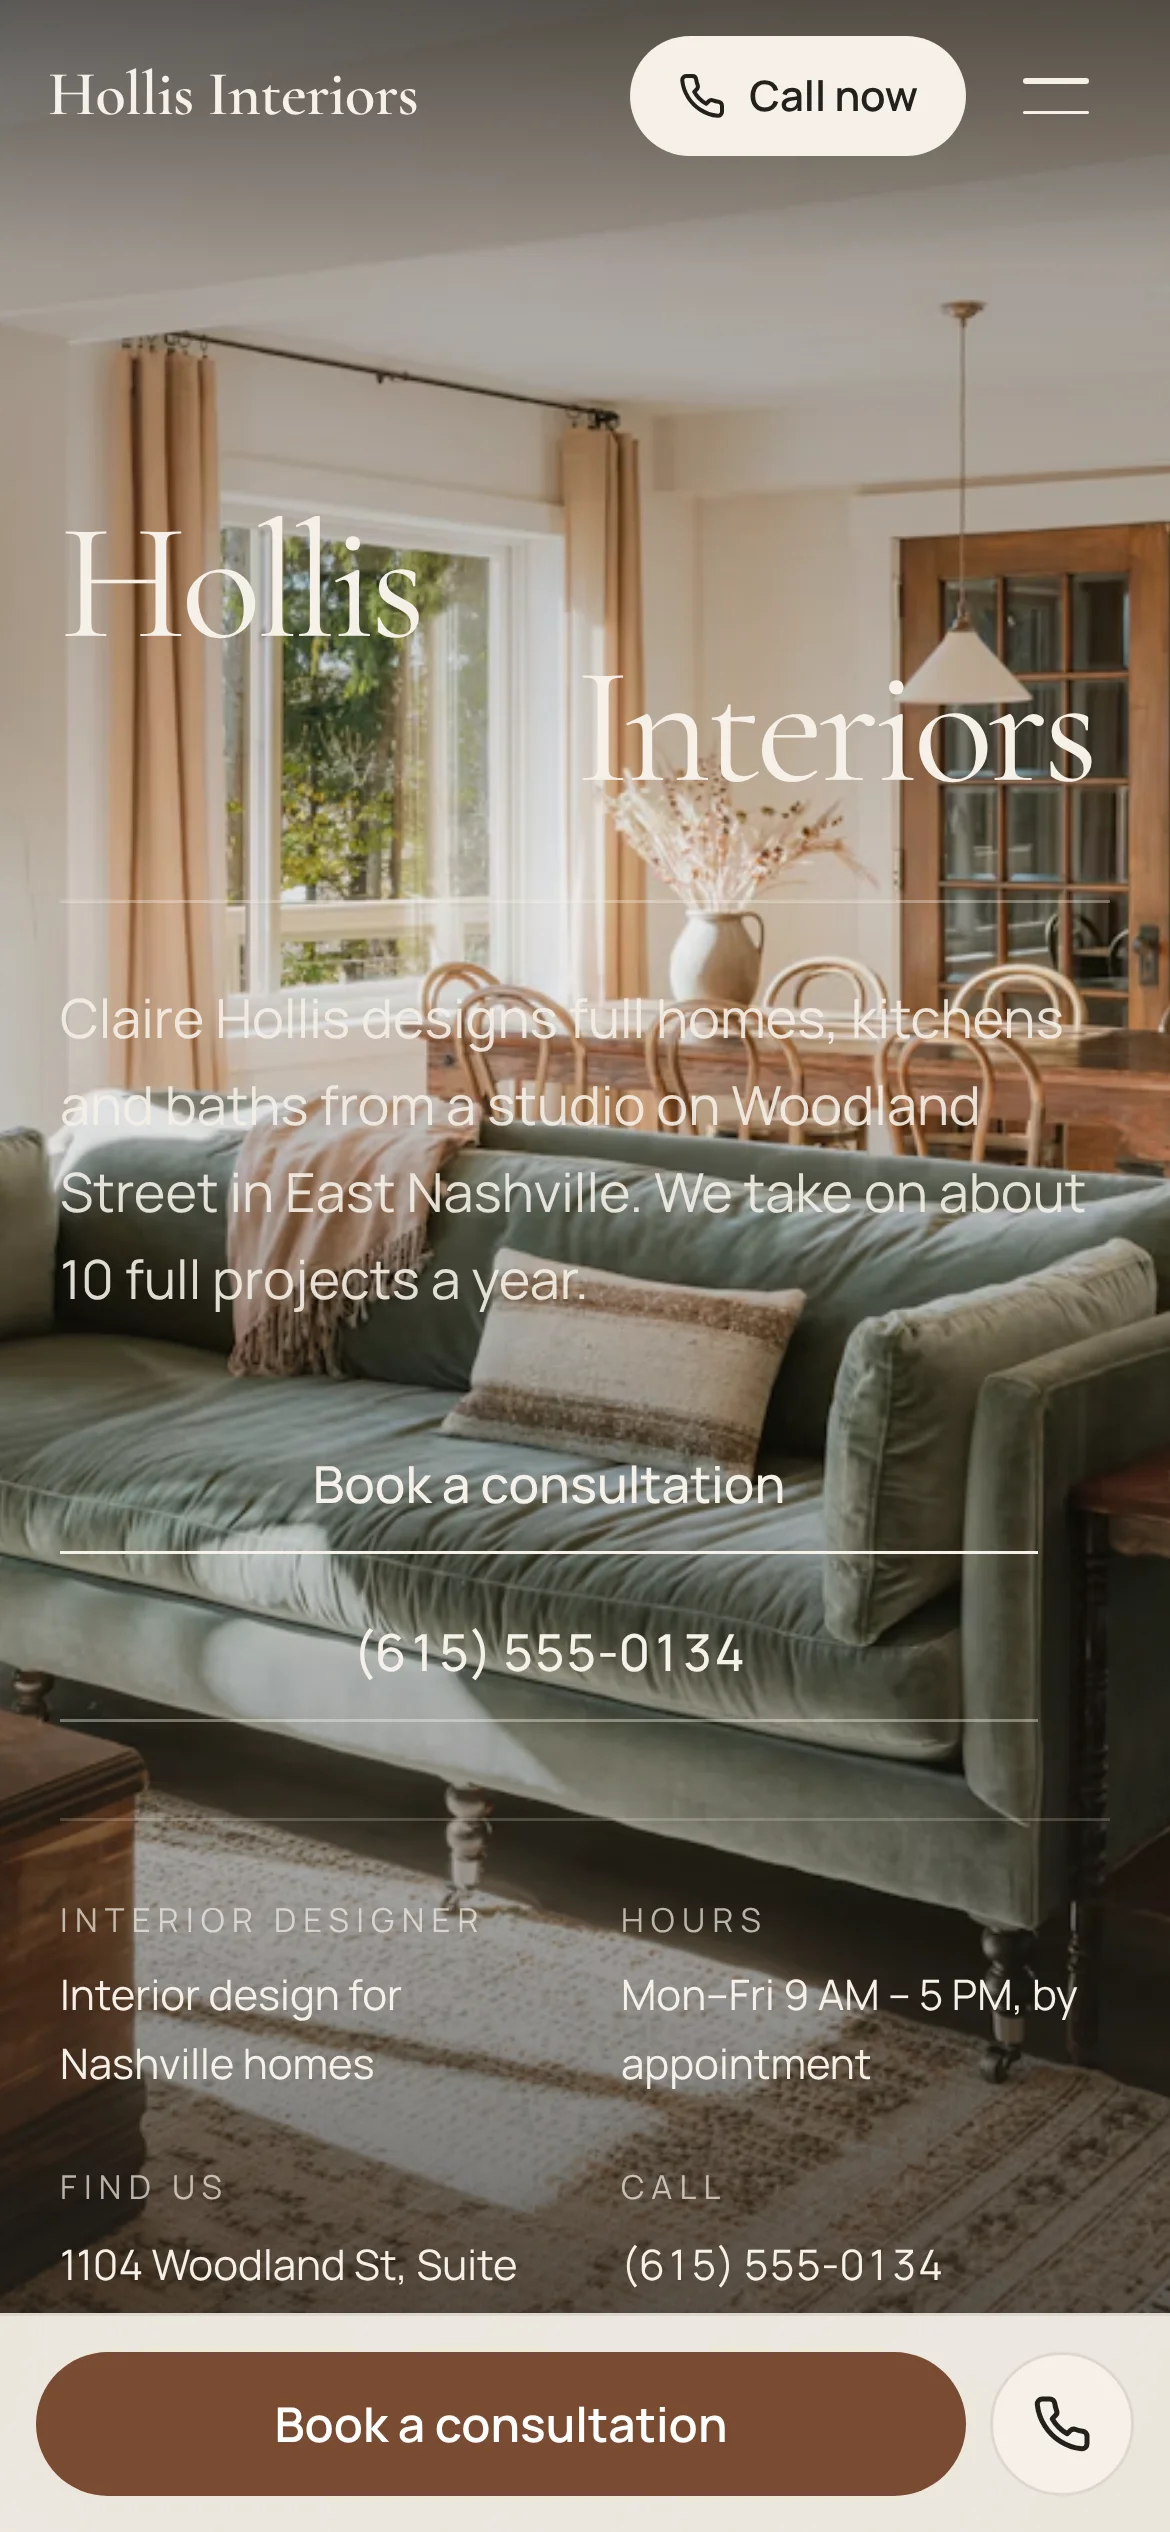 Hollis Interiors
Call now
Hollis
Interiors
Claire Hollis designs full homes, kitchens
and baths from a studio on Woodland
Street in East Nashville. We take on about
10 full projects a year.
Book a consultation
(615) 555-0134
INTERIOR DESIGNER
Interior design for
Nashville homes
HOURS
Mon–Fri 9 AM – 5 PM, by
appointment
FIND US
1104 Woodland St, Suite
CALL
(615) 555-0134
Book a consultation